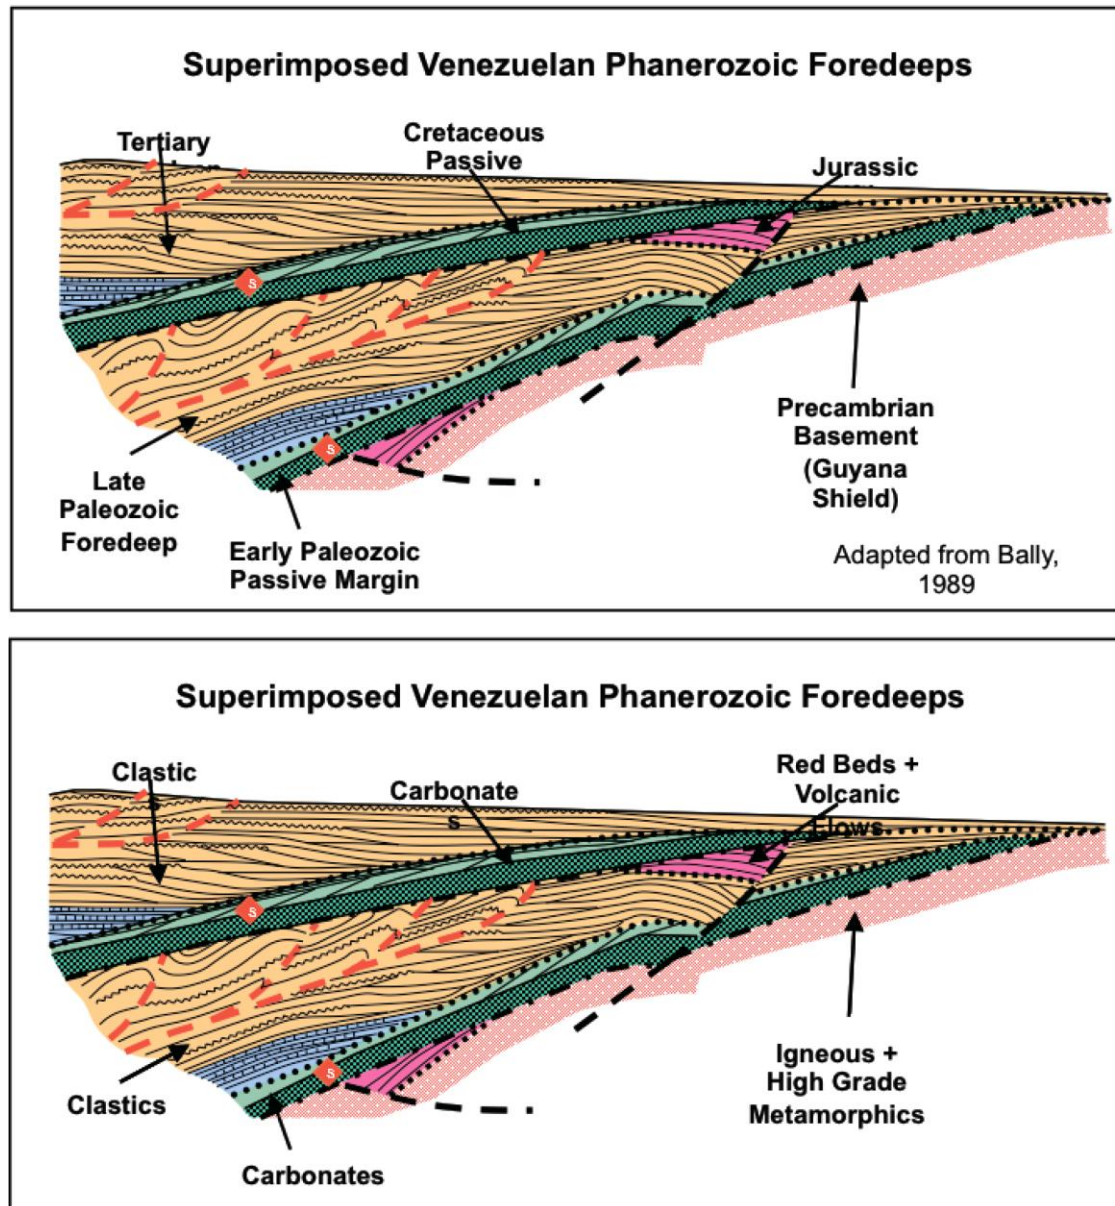 Superimposed Venezuelan Phanerozoic Foredeeps
Tertiary
Cretaceous
Passive
Jurassic
S
S
Late
Paleozoic
Foredeep
Early Paleozoic
Passive Margin
Precambrian
Basement
(Guyana
Shield)
Adapted from Bally,
1989
Superimposed Venezuelan Phanerozoic Foredeeps
Clastic
s
Carbonate
s
Red Beds +
Volcanic
Flows
S
S
Clastics
Carbonates
Igneous +
High Grade
Metamorphics